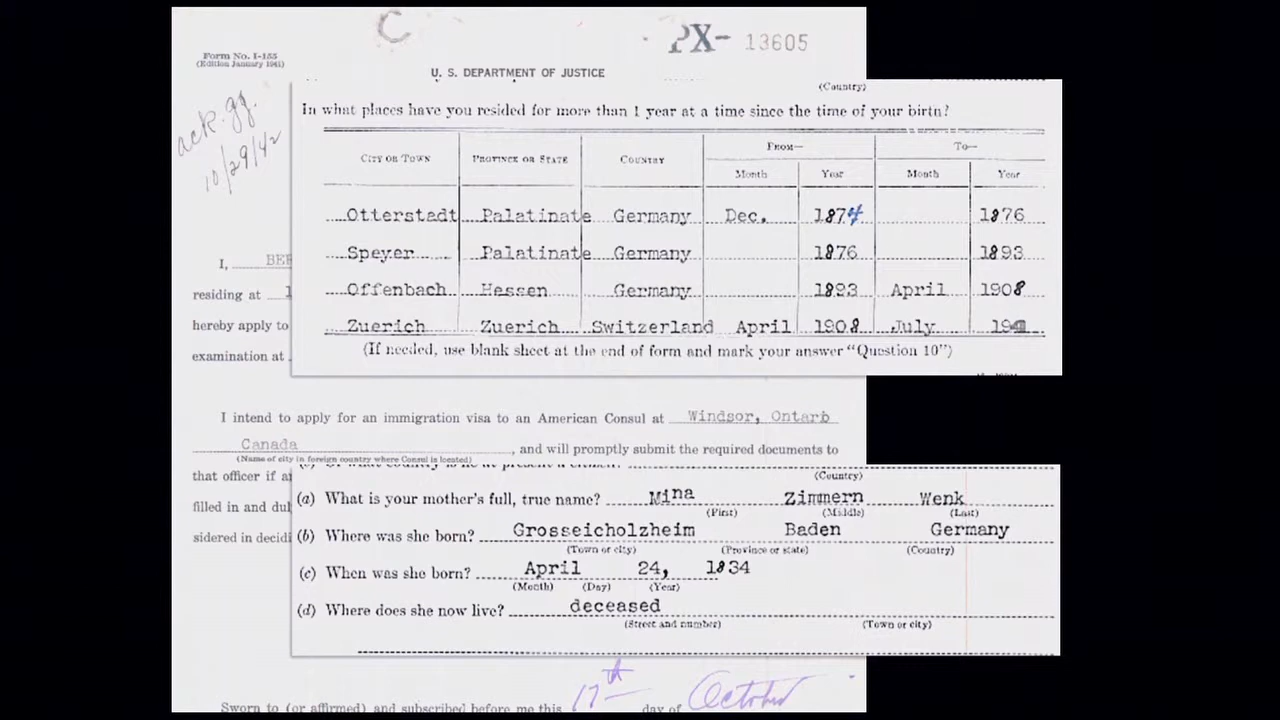 C
PX- 13605
Form No. I-155
(Edition January 1941)
U. S. DEPARTMENT OF JUSTICE
ack. gg.
10/29/42
(Country)
In what places have you resided for more than 1 year at a time since the time of your birth?
City or Town Province or State Country From— To—
Month Year Month Year
Otterstadt Palatinate Germany Dec. 1874 1876
Speyer Palatinate Germany 1876 1893
Offenbach Hessen Germany 1893 April 1908
Zuerich Zuerich Switzerland April 1908 July
(If needed, use blank sheet at the end of form and mark your answer “Question 10”)
I,
residing at
hereby apply to
examination at
I intend to apply for an immigration visa to an American Consul at Windsor, Ontario
Canada , and will promptly submit the required documents to
(Name of city in foreign country where Consul is located)
that officer if
filled in and
sidered in
(Country)
(a) What is your mother's full, true name? Mina Zimmern Wenk
(First) (Middle) (Last)
(b) Where was she born? Grosseicholzheim Baden Germany
(Town or city) (Province or state) (Country)
(c) When was she born? April 24, 1834
(Month) (Day) (Year)
(d) Where does she now live? deceased
(Street and number) (Town or city)
Sworn to (or affirmed) and subscribed before me this 17th day of October